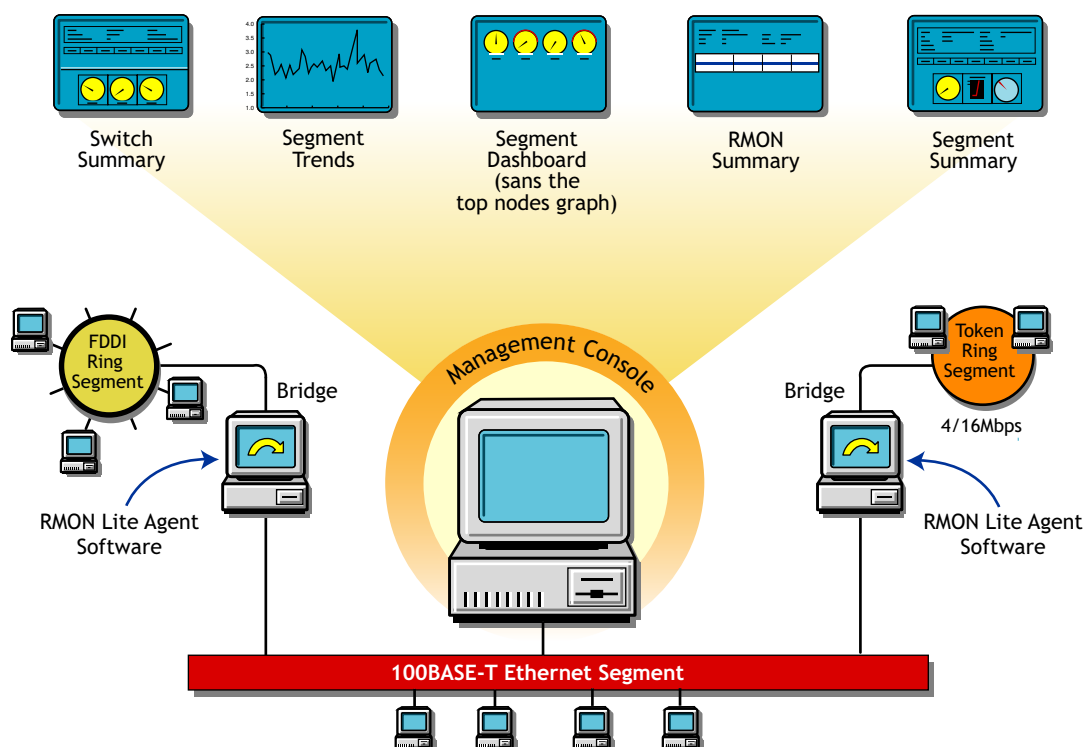 4.0
3.5
3.0
2.5
2.0
1.5
1.0
Switch
Summary
Segment
Trends
Segment
Dashboard
(sans the
top nodes graph)
RMON
Summary
Segment
Summary
FDDI
Ring
Segment
Bridge
RMON Lite Agent
Software
Management Console
Token
Ring
Segment
4/16Mbps
Bridge
RMON Lite Agent
Software
100BASE-T Ethernet Segment